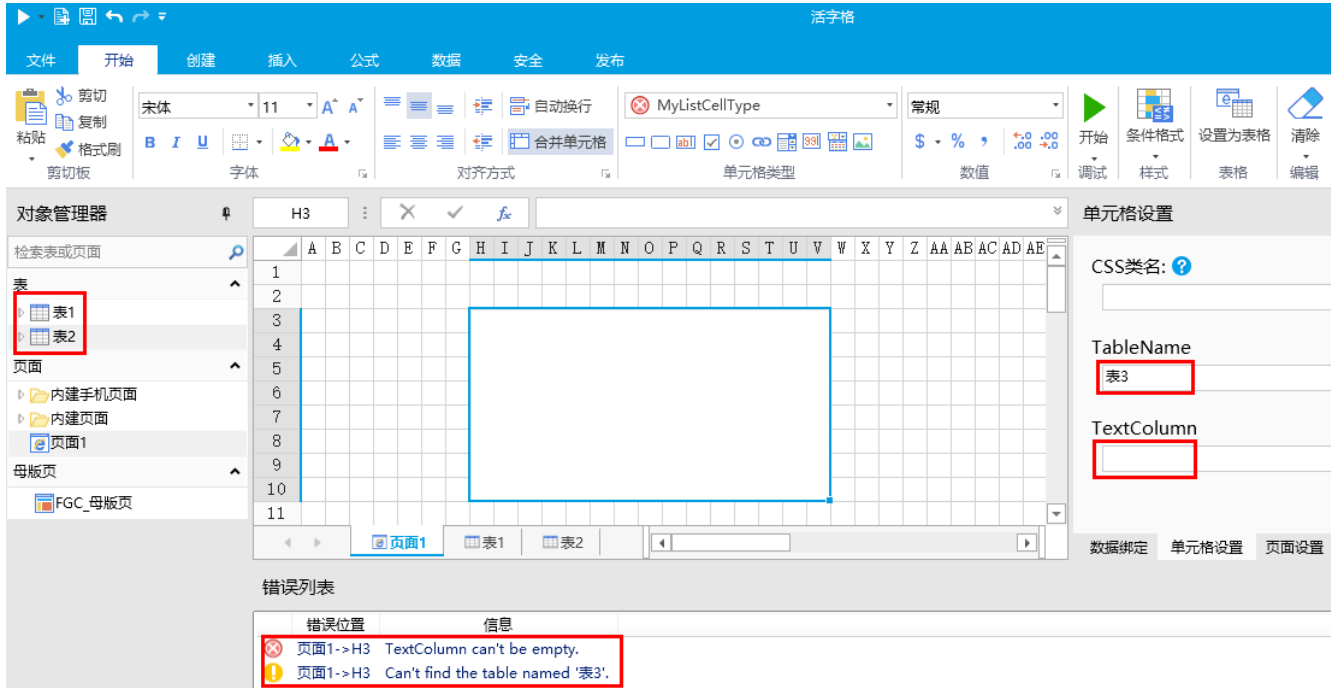 活字格
文件 开始 创建 插入 公式 数据 安全 发布
粘贴 剪切 复制 格式刷 剪切板
宋体 11 A A B I U A 字体
自动换行 合并单元格 对齐方式
MyListCellType 单元格类型
常规 $ % , .00 数值
开始 调试 条件格式 样式 设置为表格 表格 清除 编辑
对象管理器
检索表或页面
表
表1
表2
页面
内建手机页面
内建页面
页面1
母版页
FGC_母版页
H3 fx
A B C D E F G H I J K L M N O P Q R S T U V W X Y Z AA AB AC AD AE
1
2
3
4
5
6
7
8
9
10
11
页面1 表1 表2
单元格设置
CSS类名: ?
TableName
表3
TextColumn
数据绑定 单元格设置 页面设置
错误列表
错误位置 信息
页面1->H3 TextColumn can't be empty.
页面1->H3 Can't find the table named '表3'.